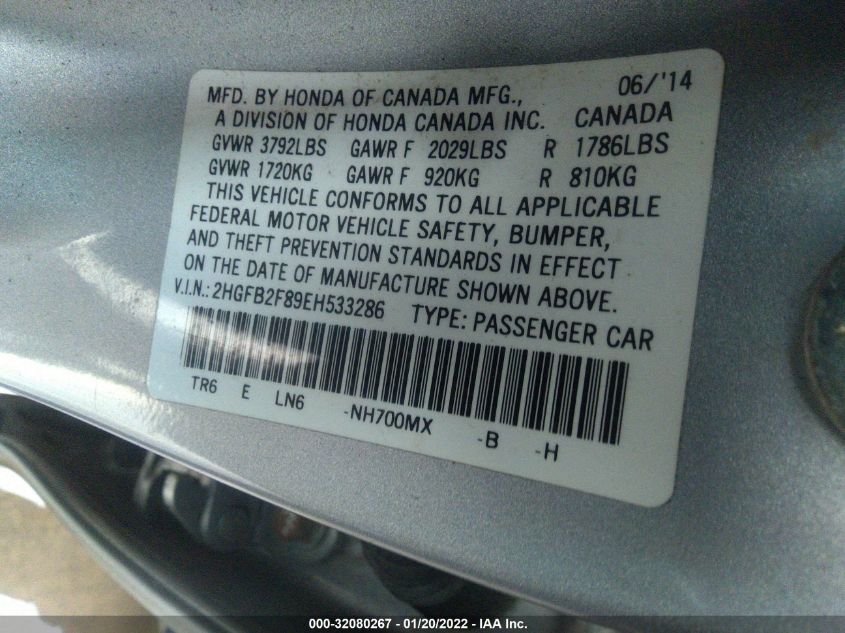 06/'14
MFD. BY HONDA OF CANADA MFG.,
A DIVISION OF HONDA CANADA INC. CANADA
GVWR 3792LBS GAWR F 2029LBS R 1786LBS
GVWR 1720KG GAWR F 920KG R 810KG
THIS VEHICLE CONFORMS TO ALL APPLICABLE
FEDERAL MOTOR VEHICLE SAFETY, BUMPER,
AND THEFT PREVENTION STANDARDS IN EFFECT
ON THE DATE OF MANUFACTURE SHOWN ABOVE.
V.I.N.: 2HGFB2F89EH533286 TYPE: PASSENGER CAR
TR6 E LN6 -NH700MX -B -H
000-32080267 - 01/20/2022 - IAA Inc.